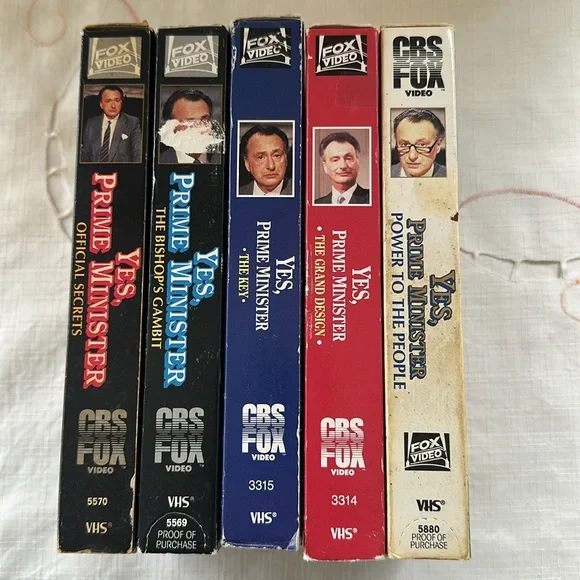 FOX
VIDEO
YES,
PRIME MINISTER
OFFICIAL SECRETS
CBS
FOX
VIDEO™
5570
VHS®
FOX
VIDEO
YES,
PRIME MINISTER
THE BISHOP'S GAMBIT
CBS
FOX
VIDEO™
VHS®
5569
PROOF OF
PURCHASE
FOX
VIDEO
YES,
PRIME MINISTER
• THE KEY •
CBS
FOX
VIDEO
3315
VHS®
FOX
VIDEO
YES,
PRIME MINISTER
• THE GRAND DESIGN •
CBS
FOX
VIDEO
3314
VHS®
CBS
FOX
VIDEO™
YES,
PRIME MINISTER
POWER TO THE PEOPLE
FOX
VIDEO
VHS®
5880
PROOF OF
PURCHASE